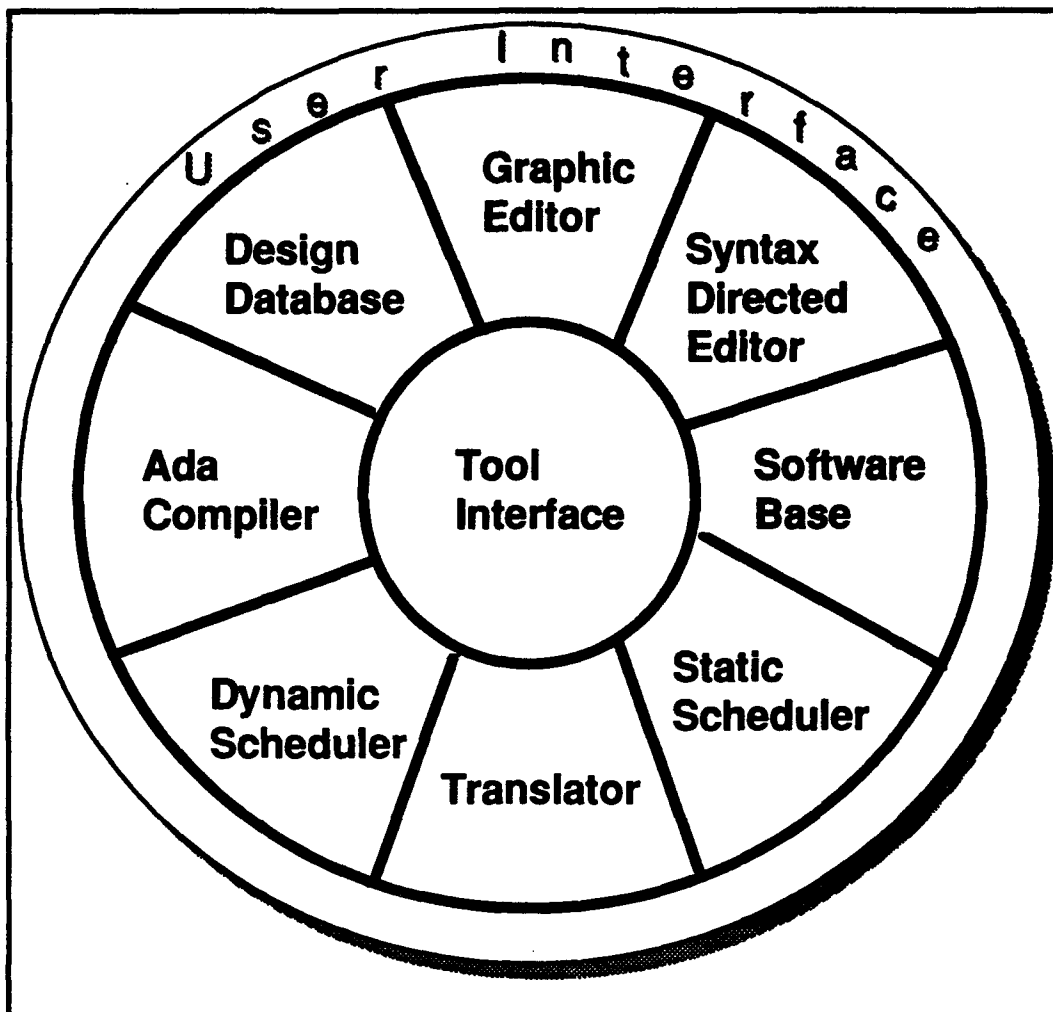 User Interface
Graphic
Editor
Design
Database
Syntax
Directed
Editor
Ada
Compiler
Tool
Interface
Software
Base
Dynamic
Scheduler
Static
Scheduler
Translator